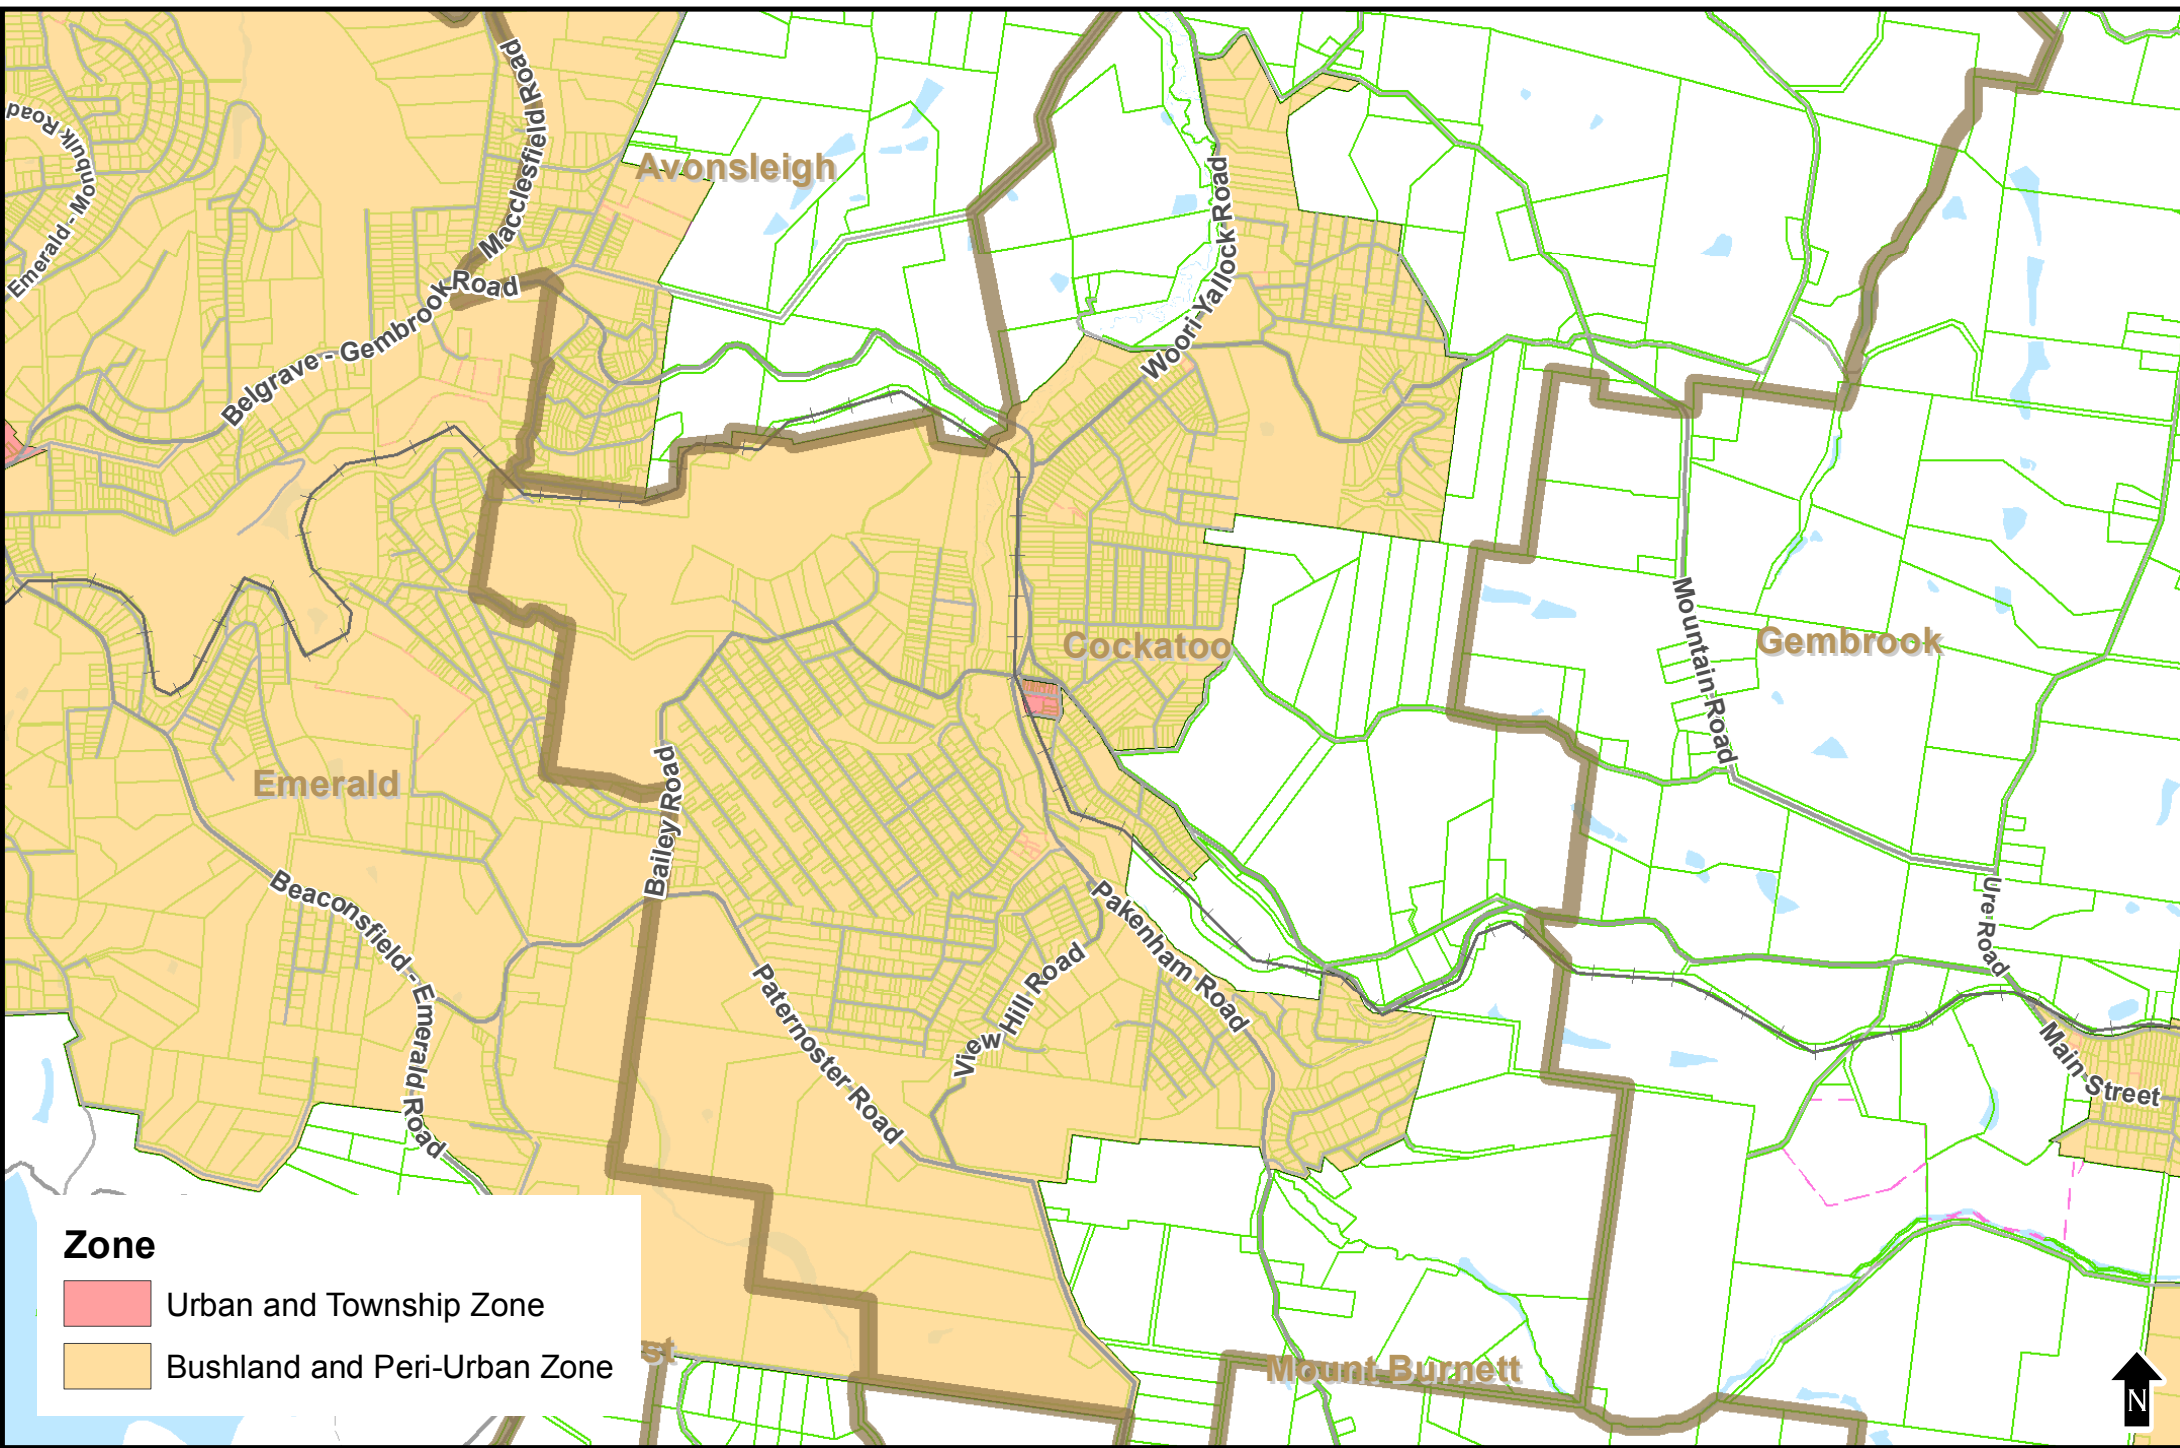 Macclesfield Road
Emerald - Monbulk Road
Avonsleigh
Woori-Yallock-Road
Belgrave - Gembrook Road
Cockatoo
Gembrook
Mountain-Road
Emerald
Bailey Road
Beaconsfield - Emerald Road
Pakenham Road
Ure Road
View Hill Road
Paternoster Road
Main Street
Zone
Urban and Township Zone
Bushland and Peri-Urban Zone
st
Mount Burnett
N